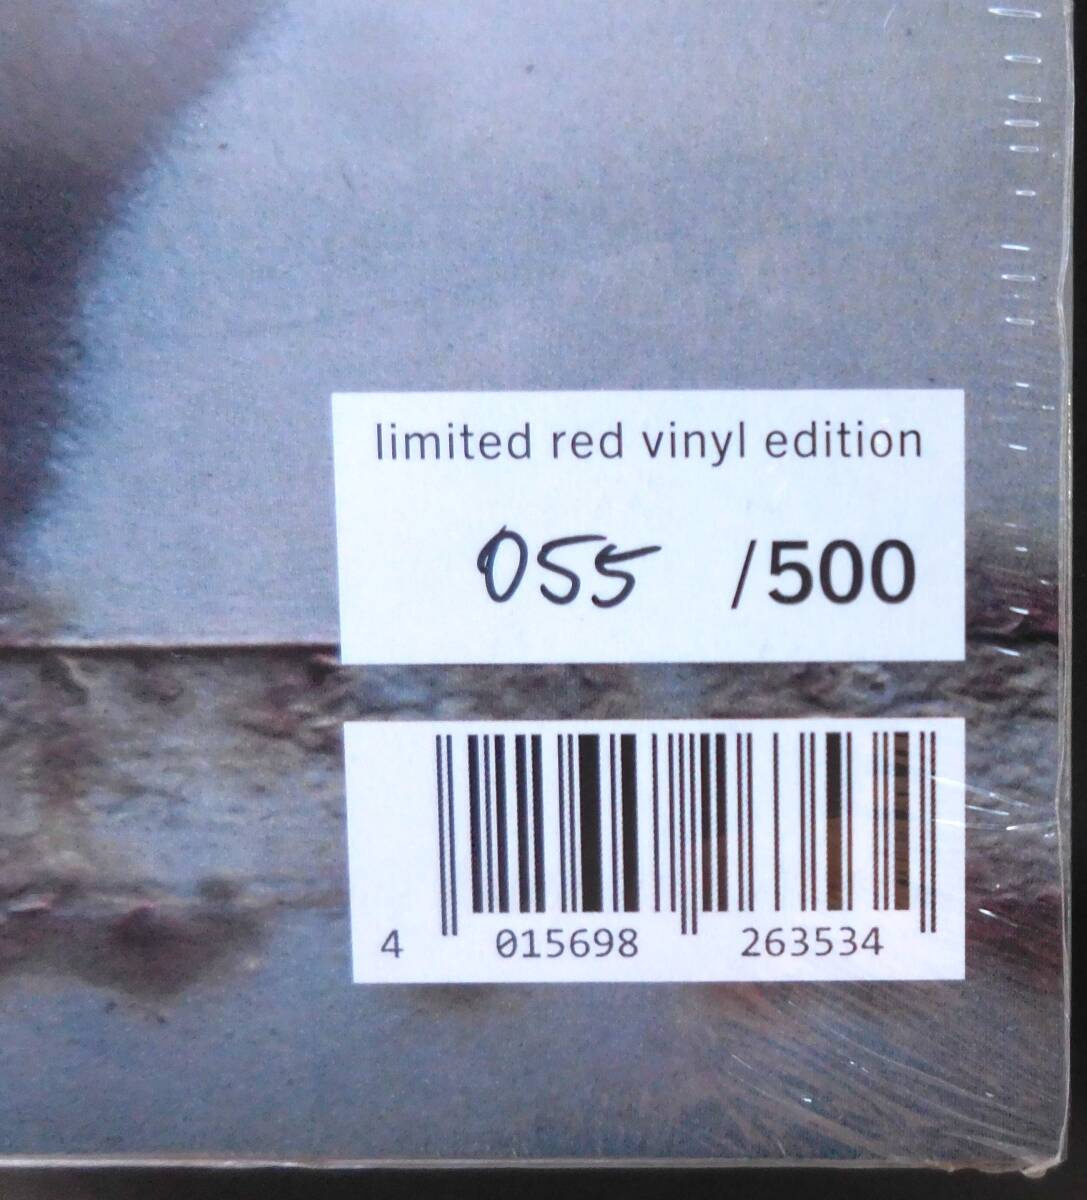 limited red vinyl edition
055 /500
4 015698 263534